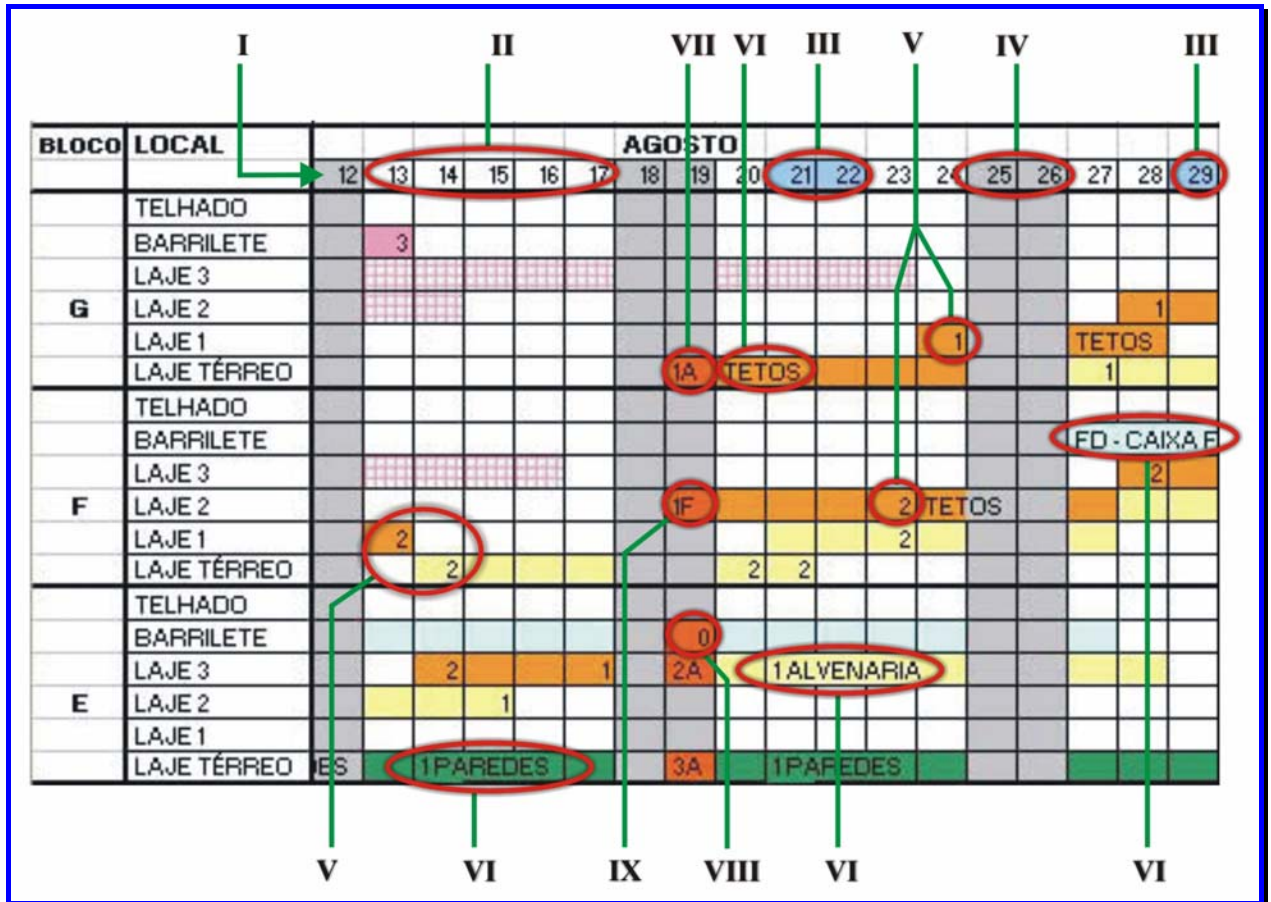 I II VII VI III V IV III
BLOCO LOCAL AGOSTO
12 13 14 15 16 17 18 19 20 21 22 23 24 25 26 27 28 29
TELHADO
BARRILETE 3
LAJE 3
G LAJE 2 1
LAJE 1 1 TETOS
LAJE TÉRREO 1A TETOS 1
TELHADO
BARRILETE FD - CAIXA F
LAJE 3 2
F LAJE 2 1F 2 TETOS
LAJE 1 2 2
LAJE TÉRREO 2 2 2
TELHADO
BARRILETE 0
LAJE 3 2 1 2A 1 ALVENARIA
E LAJE 2 1
LAJE 1
LAJE TÉRREO ES 1 PAREDES 3A 1 PAREDES
V VI IX VIII VI VI